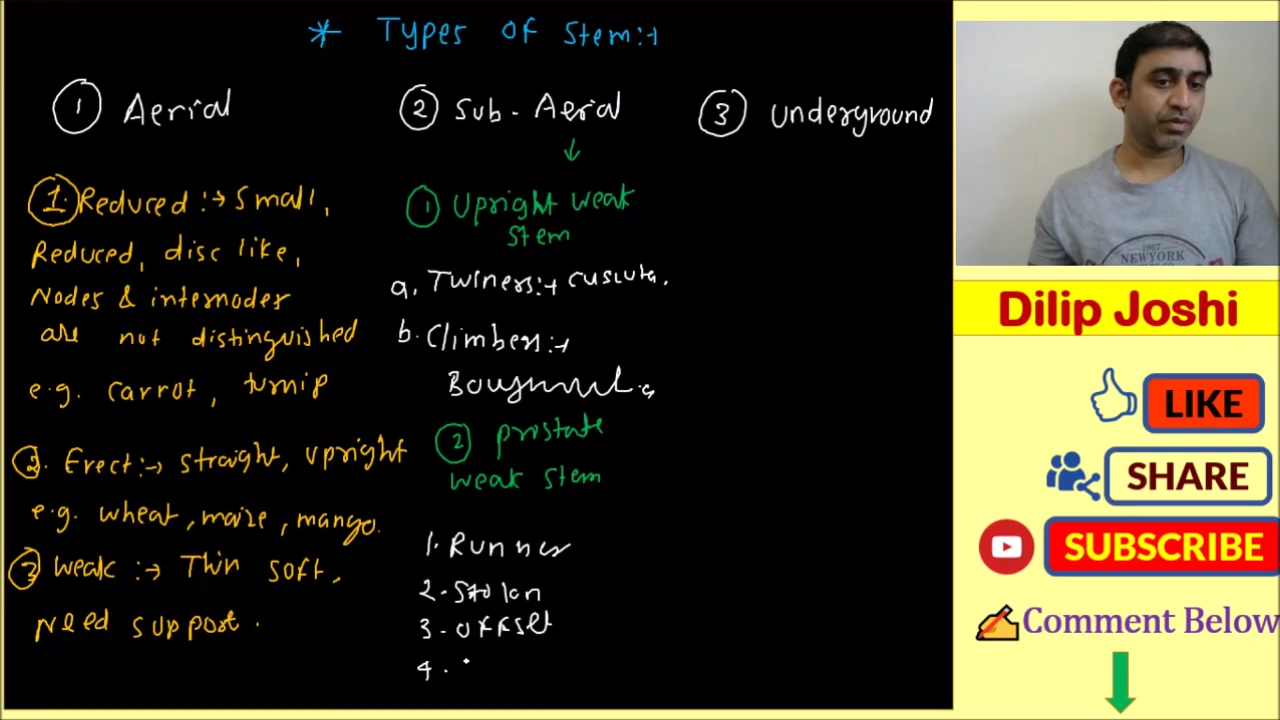 * Types of Stem:→
① Aerial
② Sub-Aerial
③ Underground
1. Reduced :→ Small,
Reduced, disc like,
Nodes & internodes
are not distinguished
e.g. carrot, turnip
2. Erect:→ straight, upright
e.g. wheat, maize, mango.
3 weak :→ Thin soft,
Need support.
① Upright weak
stem
a. Twiners:→ cuscuta.
b. Climbers:→
② prostate
weak stem
1. Runner
2. Stolon
3. offset
4.
1967
NEWYORK
Dilip Joshi
LIKE
SHARE
SUBSCRIBE
Comment Below